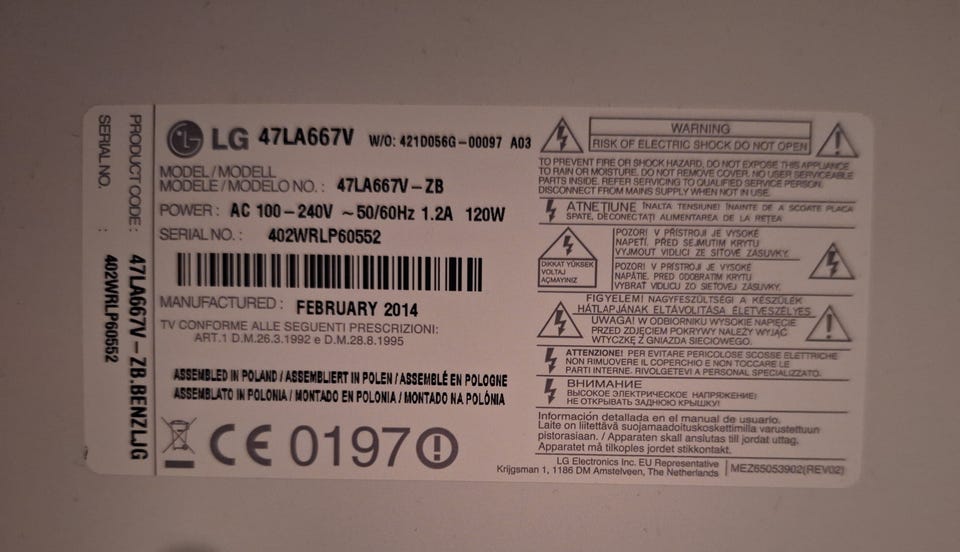 SERIAL NO. : 402WRLP60552
PRODUCT CODE : 47LA667V-ZB.BENZLJG
LG 47LA667V W/O: 421D056G-00097 A03
MODEL/MODELL
MODELE/MODELO NO.: 47LA667V-ZB
POWER: AC 100-240V ~50/60Hz 1.2A 120W
SERIAL NO.: 402WRLP60552
MANUFACTURED: FEBRUARY 2014
TV CONFORME ALLE SEGUENTI PRESCRIZIONI:
ART.1 D.M.26.3.1992 e D.M.28.8.1995
ASSEMBLED IN POLAND / ASSEMBLIERT IN POLEN / ASSEMBLÉ EN POLOGNE
ASSEMBLATO IN POLONIA / MONTADO EN POLONIA / MONTADO NA POLÓNIA
CE 0197
WARNING
RISK OF ELECTRIC SHOCK DO NOT OPEN
TO PREVENT FIRE OR SHOCK HAZARD, DO NOT EXPOSE THIS APPLIANCE
TO RAIN OR MOISTURE. DO NOT REMOVE COVER. NO USER SERVICEABLE
PARTS INSIDE. REFER SERVICING TO QUALIFIED SERVICE PERSON.
DISCONNECT FROM MAINS SUPPLY WHEN NOT IN USE.
ATNEŢIUNE ÎNALTA TENSIUNE! ÎNAINTE DE A SCOATE PLACA
SPATE, DECONECTAŢI ALIMENTAREA DE LA REŢEA
DIKKAT YÜKSEK
VOLTAJ
AÇMAYINIZ
POZOR! V PŘÍSTROJI JE VYSOKÉ
NAPETÍ. PŘED SEJMUTIM KRYTU
VYJMOUT VIDLICI ZE SÍTOVÉ ZÁSUVKY.
POZOR! V PRÍSTROJI JE VYSOKÉ
NAPÄTIE. PRED ODOBRATIM KRYTU
VYBRAŤ VIDLICU ZO SIETOVEJ ZÁSUVKY.
FIGYELEM! NAGYFESZÜLTSÉG! A KÉSZÜLÉK
HÁTLAPJÁNAK ELTÁVOLÍTÁSA ÉLETVESZÉLYES
UWAGA! W ODBIORNIKU WYSOKIE NAPIĘCIE
PRZED ZDJĘCIEM POKRYWY NALEŻY WYJĄĆ
WTYCZKĘ Z GNIAZDA SIECIOWEGO.
ATTENZIONE! PER EVITARE PERICOLOSE SCOSSE ELETTRICHE
NON RIMUOVERE IL COPERCHIO E NON TOCCARE LE
PARTI INTERNE. RIVOLGETEVI A PERSONAL SPECIALIZZATO.
ВНИМАНИЕ
ВЫСОКОЕ ЭЛЕКТРИЧЕСКОЕ НАПРЯЖЕНИЕ!
НЕ ОТКРЫВАТЬ ЗАДНЮЮ КРЫШКУ!
Información detallada en el manual de usuario.
Laite on liitettävä suojamaadoituskoskettimilla varustettuun
pistorasiaan. / Apparaten skall anslutas till jordat uttag.
Apparatet må tilkoples jordet stikkontakt.
LG Electronics Inc. EU Representative
Krijgsman 1, 1186 DM Amstelveen, The Netherlands
MEZ65053902(REV02)